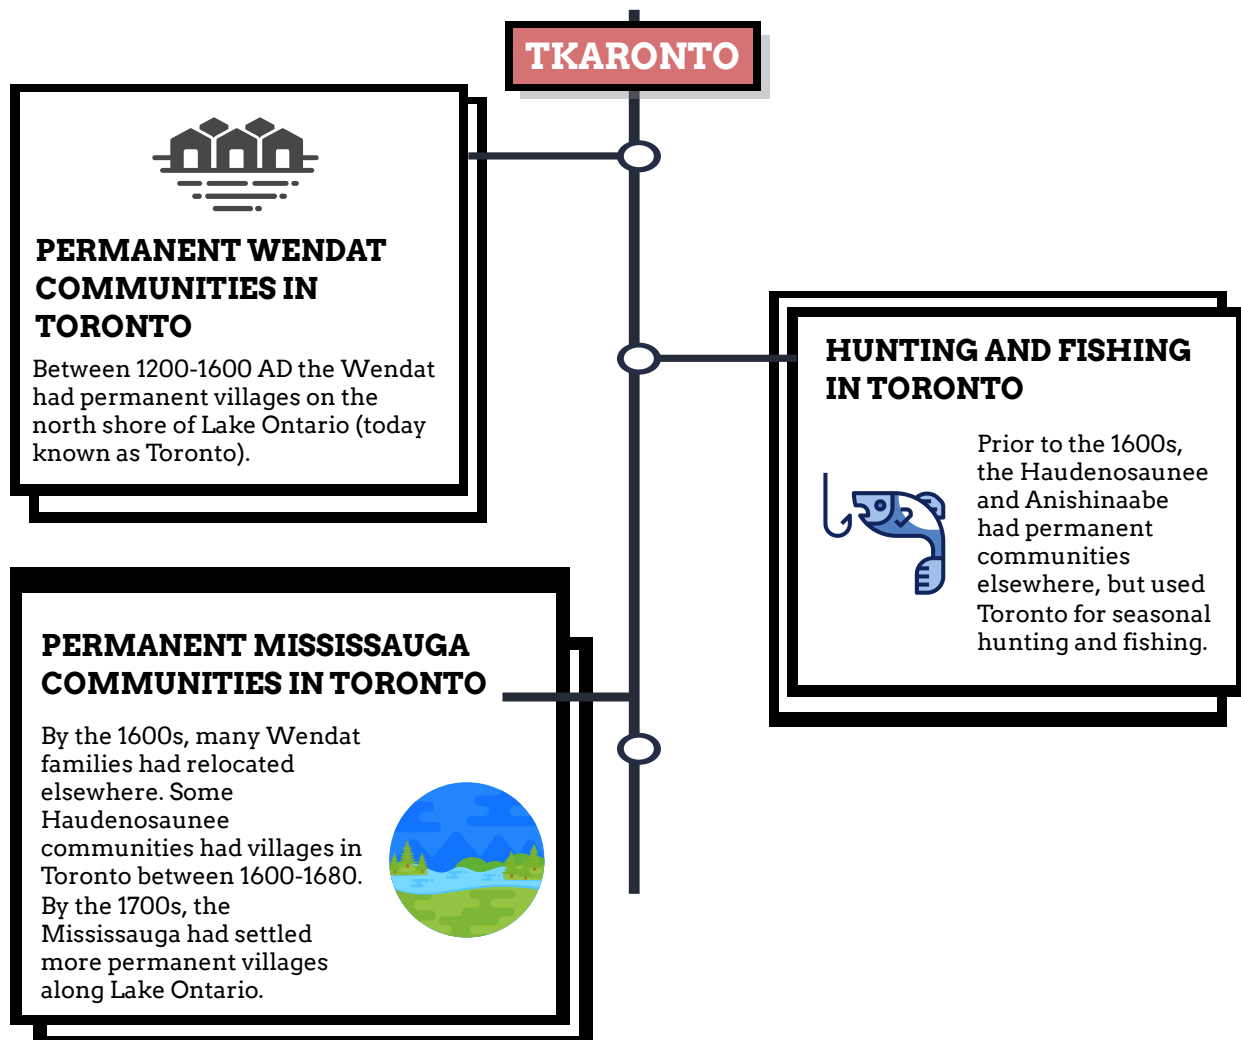 TKARONTO
PERMANENT WENDAT
COMMUNITIES IN
TORONTO
Between 1200-1600 AD the Wendat
had permanent villages on the
north shore of Lake Ontario (today
known as Toronto).
HUNTING AND FISHING
IN TORONTO
Prior to the 1600s,
the Haudenosaunee
and Anishinaabe
had permanent
communities
elsewhere, but used
Toronto for seasonal
hunting and fishing.
PERMANENT MISSISSAUGA
COMMUNITIES IN TORONTO
By the 1600s, many Wendat
families had relocated
elsewhere. Some
Haudenosaunee
communities had villages in
Toronto between 1600-1680.
By the 1700s, the
Mississauga had settled
more permanent villages
along Lake Ontario.